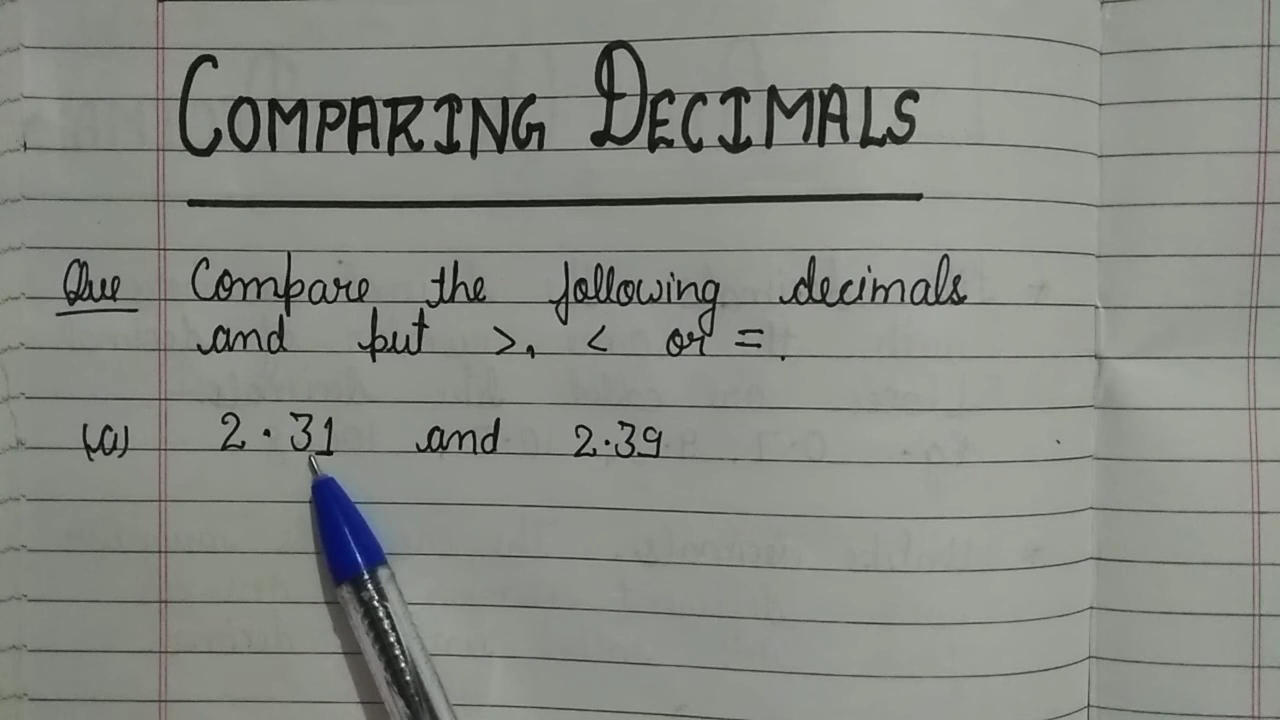 COMPARING DECIMALS
Que Compare the following decimals
and put >, < or =.
(a) 2.31 and 2.39